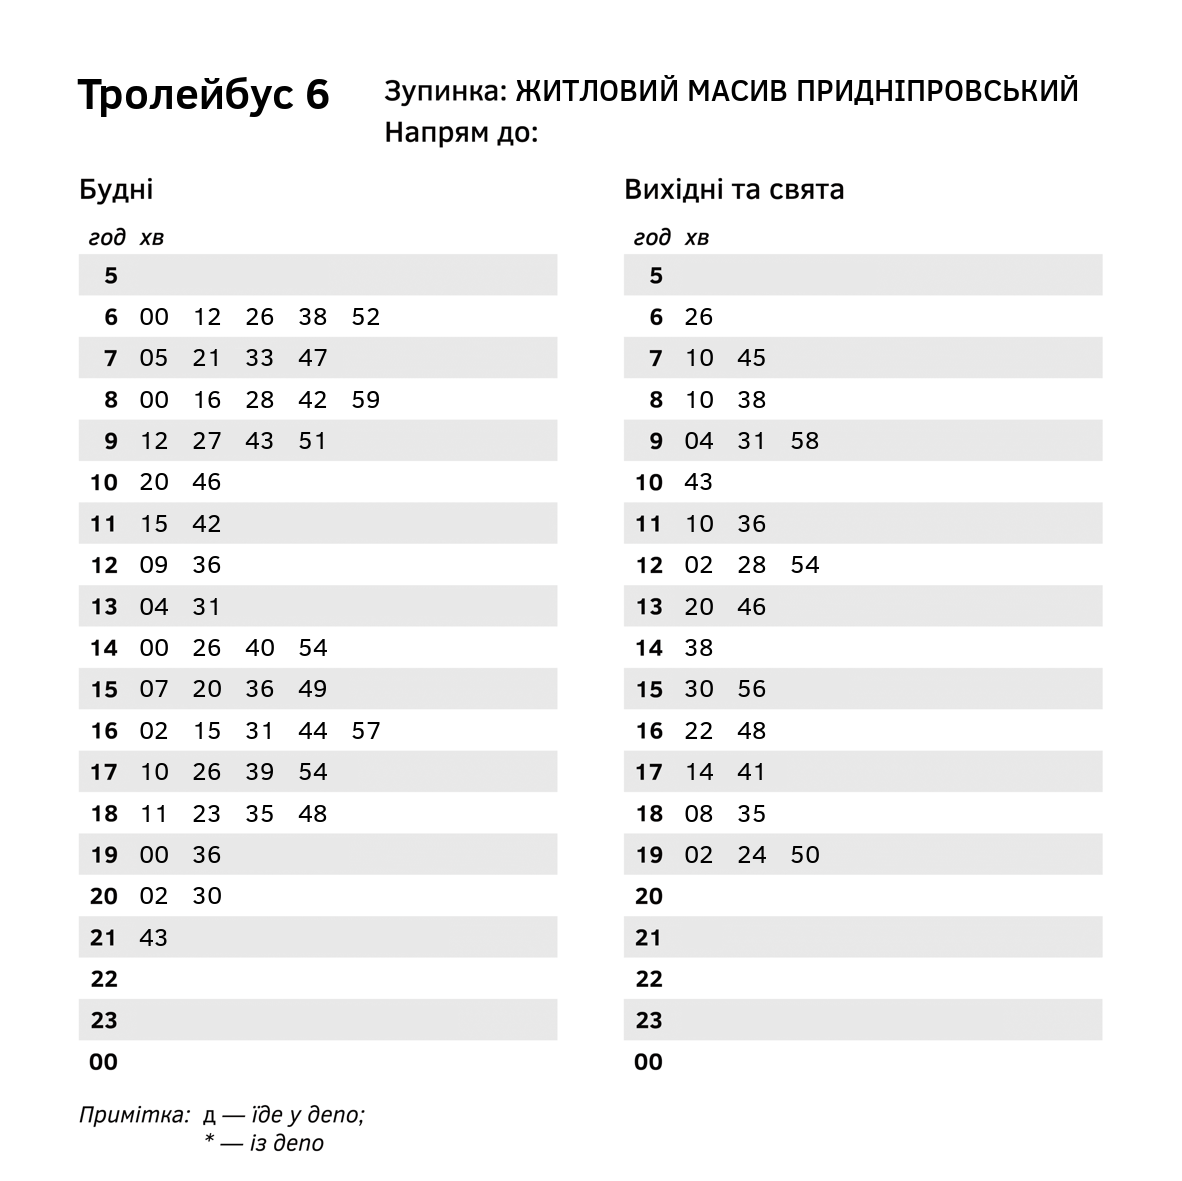 Тролейбус 6
Зупинка: ЖИТЛОВИЙ МАСИВ ПРИДНІПРОВСЬКИЙ
Напрям до:
Будні
год хв
5
6 00 12 26 38 52
7 05 21 33 47
8 00 16 28 42 59
9 12 27 43 51
10 20 46
11 15 42
12 09 36
13 04 31
14 00 26 40 54
15 07 20 36 49
16 02 15 31 44 57
17 10 26 39 54
18 11 23 35 48
19 00 36
20 02 30
21 43
22
23
00
Вихідні та свята
год хв
5
6 26
7 10 45
8 10 38
9 04 31 58
10 43
11 10 36
12 02 28 54
13 20 46
14 38
15 30 56
16 22 48
17 14 41
18 08 35
19 02 24 50
20
21
22
23
00
Примітка: д — їде у депо;
* — із депо